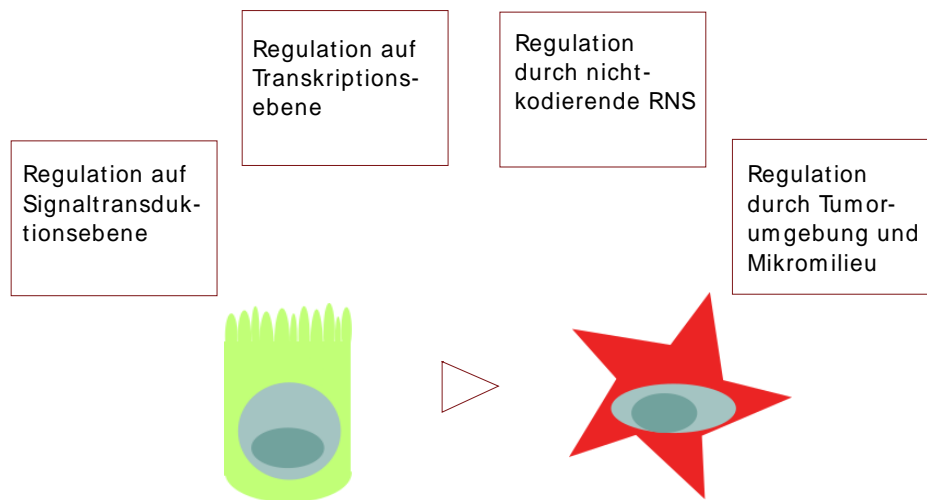 Regulation auf
Signaltransduk-
tionsebene
Regulation auf
Transkriptions-
ebene
Regulation
durch nicht-
kodierende RNS
Regulation
durch Tumor-
umgebung und
Mikromilieu